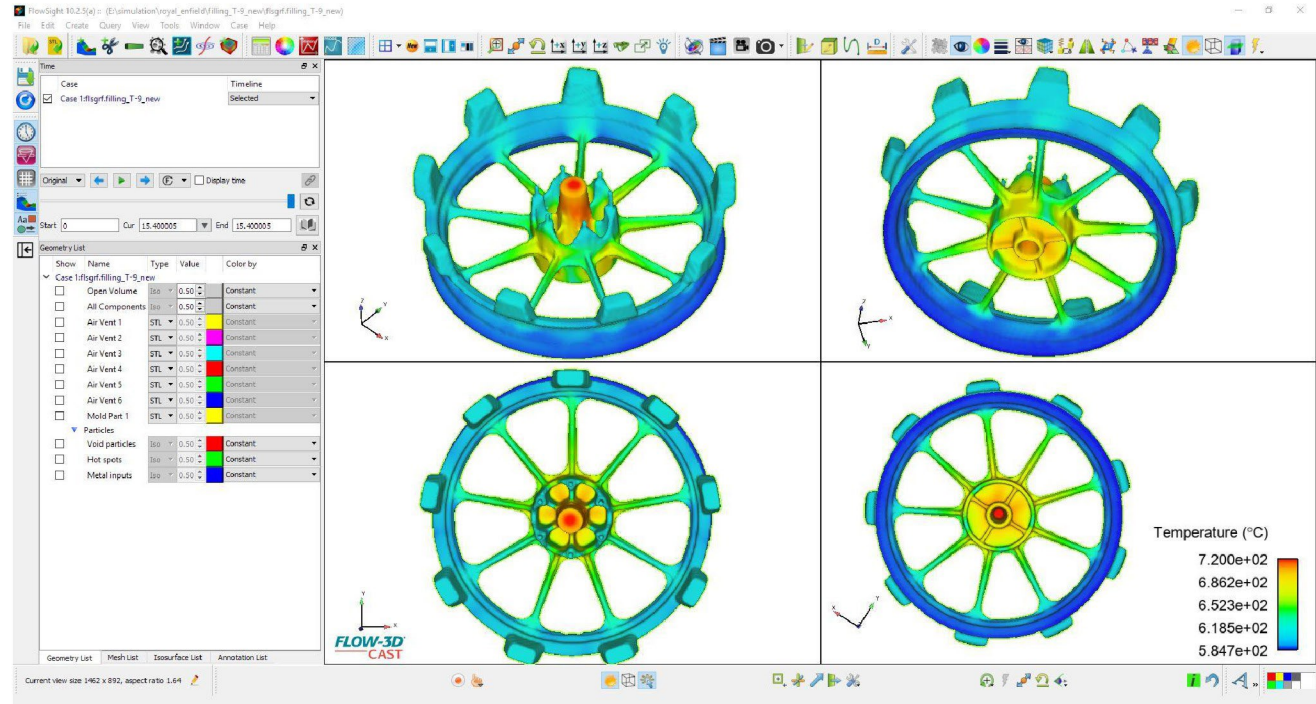 FlowSight 10.2.5(a) :: (E:\simulation\royal_enfield\filling_T-9_new\flsgrf.filling_T-9_new)
File Edit Create Query View Tools Window Case Help
Time
Case Timeline
Case 1:flsgrf.filling_T-9_new Selected
Original Display time
Start 0 Cur 15.400005 End 15.400005
Geometry List
Show Name Type Value Color by
Case 1:flsgrf.filling_T-9_new
Open Volume Iso 0.50 Constant
All Components Iso 0.50 Constant
Air Vent 1 STL 0.50 Constant
Air Vent 2 STL 0.50 Constant
Air Vent 3 STL 0.50 Constant
Air Vent 4 STL 0.50 Constant
Air Vent 5 STL 0.50 Constant
Air Vent 6 STL 0.50 Constant
Mold Part 1 STL 0.50 Constant
Particles
Void particles Iso 0.50 Constant
Hot spots Iso 0.50 Constant
Metal inputs Iso 0.50 Constant
Geometry List Mesh List Isosurface List Annotation List
Current view size 1462 x 892, aspect ratio 1.64
FLOW-3D
CAST
Temperature (°C)
7.200e+02
6.862e+02
6.523e+02
6.185e+02
5.847e+02